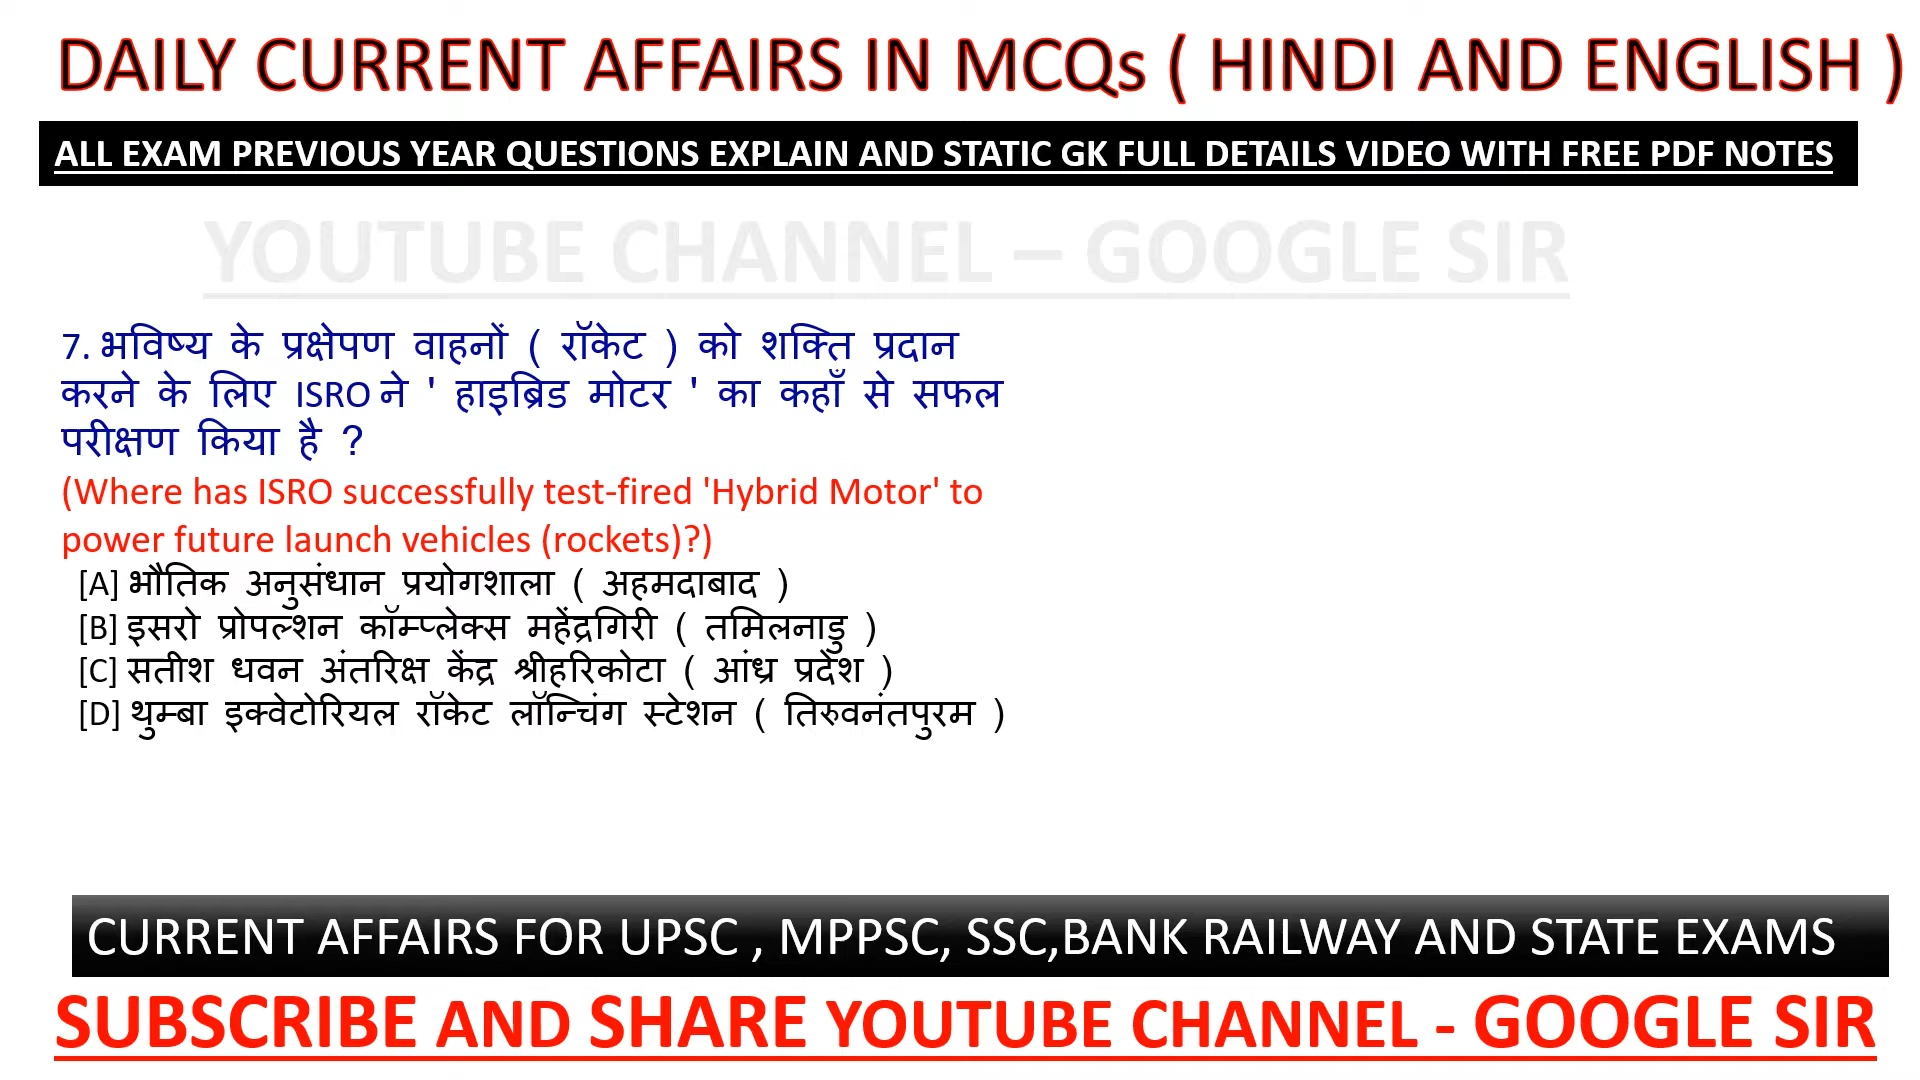 DAILY CURRENT AFFAIRS IN MCQs ( HINDI AND ENGLISH )
ALL EXAM PREVIOUS YEAR QUESTIONS EXPLAIN AND STATIC GK FULL DETAILS VIDEO WITH FREE PDF NOTES
YOUTUBE CHANNEL – GOOGLE SIR
7. भविष्य के प्रक्षेपण वाहनों ( रॉकेट ) को शक्ति प्रदान
करने के लिए ISRO ने ' हाइब्रिड मोटर ' का कहाँ से सफल
परीक्षण किया है ?
(Where has ISRO successfully test-fired 'Hybrid Motor' to
power future launch vehicles (rockets)?)
[A] भौतिक अनुसंधान प्रयोगशाला ( अहमदाबाद )
[B] इसरो प्रोपल्शन कॉम्प्लेक्स महेंद्रगिरी ( तमिलनाडु )
[C] सतीश धवन अंतरिक्ष केंद्र श्रीहरिकोटा ( आंध्र प्रदेश )
[D] थुम्बा इक्वेटोरियल रॉकेट लॉन्चिंग स्टेशन ( तिरुवनंतपुरम )
CURRENT AFFAIRS FOR UPSC , MPPSC, SSC,BANK RAILWAY AND STATE EXAMS
SUBSCRIBE AND SHARE YOUTUBE CHANNEL - GOOGLE SIR